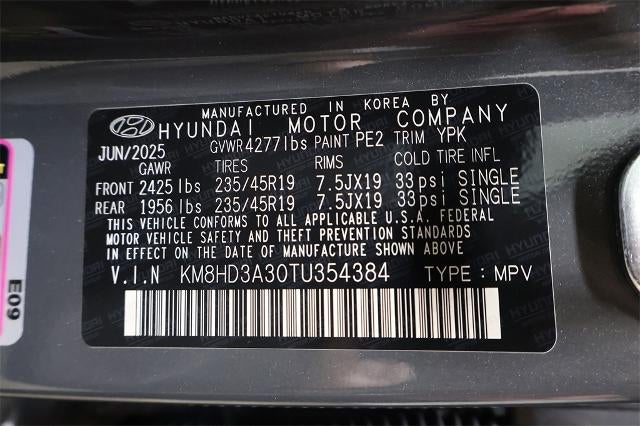 MANUFACTURED IN KOREA BY
HYUNDAI MOTOR COMPANY
JUN/2025 GVWR 4277 lbs PAINT PE2 TRIM YPK
GAWR TIRES RIMS COLD TIRE INFL
FRONT 2425 lbs 235/45R19 7.5JX19 33 psi SINGLE
REAR 1956 lbs 235/45R19 7.5JX19 33 psi SINGLE
THIS VEHICLE CONFORMS TO ALL APPLICABLE U.S.A. FEDERAL
MOTOR VEHICLE SAFETY AND THEFT PREVENTION STANDARDS
IN EFFECT ON THE DATE OF MANUFACTURE SHOWN ABOVE.
V.I.N KM8HD3A30TU354384 TYPE : MPV
E09